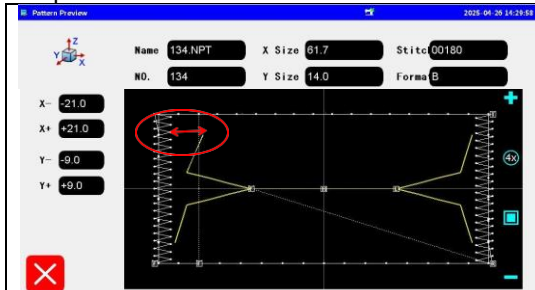 Pattern Preview
2025-04-26 14:29:58
Z
Y
X
Name 134.NPT X Size 61.7 Stitc 00180
NO. 134 Y Size 14.0 Forma B
X- -21.0
X+ +21.0
Y- -9.0
Y+ +9.0
4X